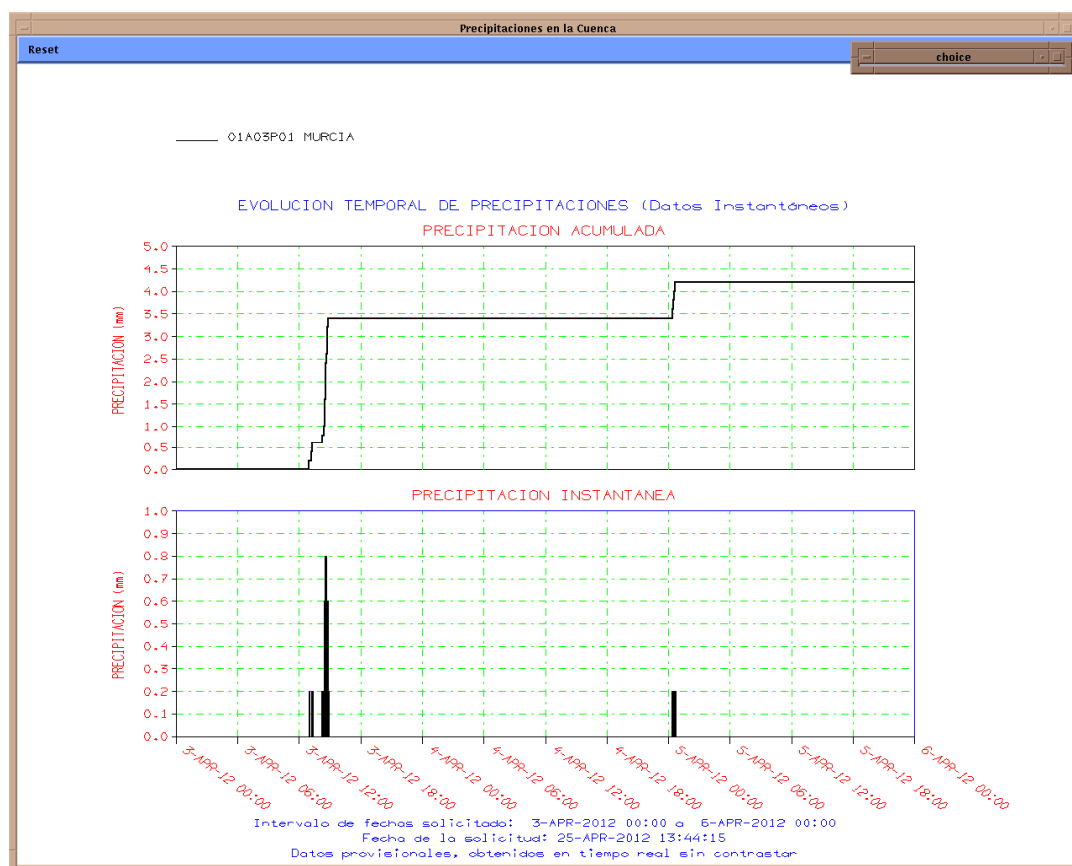 Precipitaciones en la Cuenca
Reset
choice
01A03P01 MURCIA
EVOLUCION TEMPORAL DE PRECIPITACIONES (Datos Instantáneos)
PRECIPITACION ACUMULADA
PRECIPITACION (mm)
5.0
4.5
4.0
3.5
3.0
2.5
2.0
1.5
1.0
0.5
0.0
PRECIPITACION INSTANTANEA
PRECIPITACION (mm)
1.0
0.9
0.8
0.7
0.6
0.5
0.4
0.3
0.2
0.1
0.0
3-APR-12 00:00
3-APR-12 06:00
3-APR-12 12:00
3-APR-12 18:00
4-APR-12 00:00
4-APR-12 06:00
4-APR-12 12:00
4-APR-12 18:00
5-APR-12 00:00
5-APR-12 06:00
5-APR-12 12:00
5-APR-12 18:00
6-APR-12 00:00
Intervalo de fechas solicitado: 3-APR-2012 00:00 a 6-APR-2012 00:00
Fecha de la solicitud: 25-APR-2012 13:44:15
Datos provisionales, obtenidos en tiempo real sin contrastar